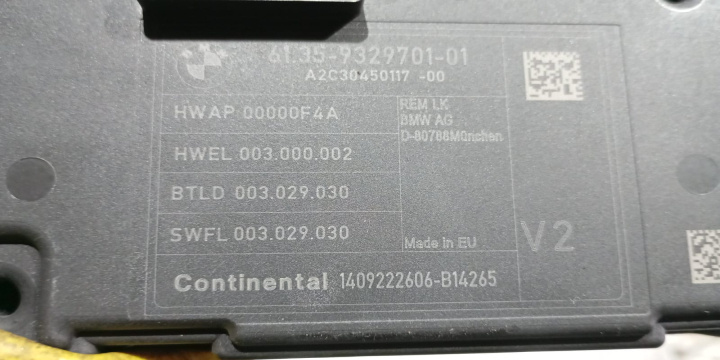 61.35-9329701-01
A2C30450117 -00
HWAP 00000F4A
HWEL 003.000.002
BTLD 003.029.030
SWFL 003.029.030
REM LK
BMW AG
D-80788München
Made in EU
V2
Continental 1409222606-B14265